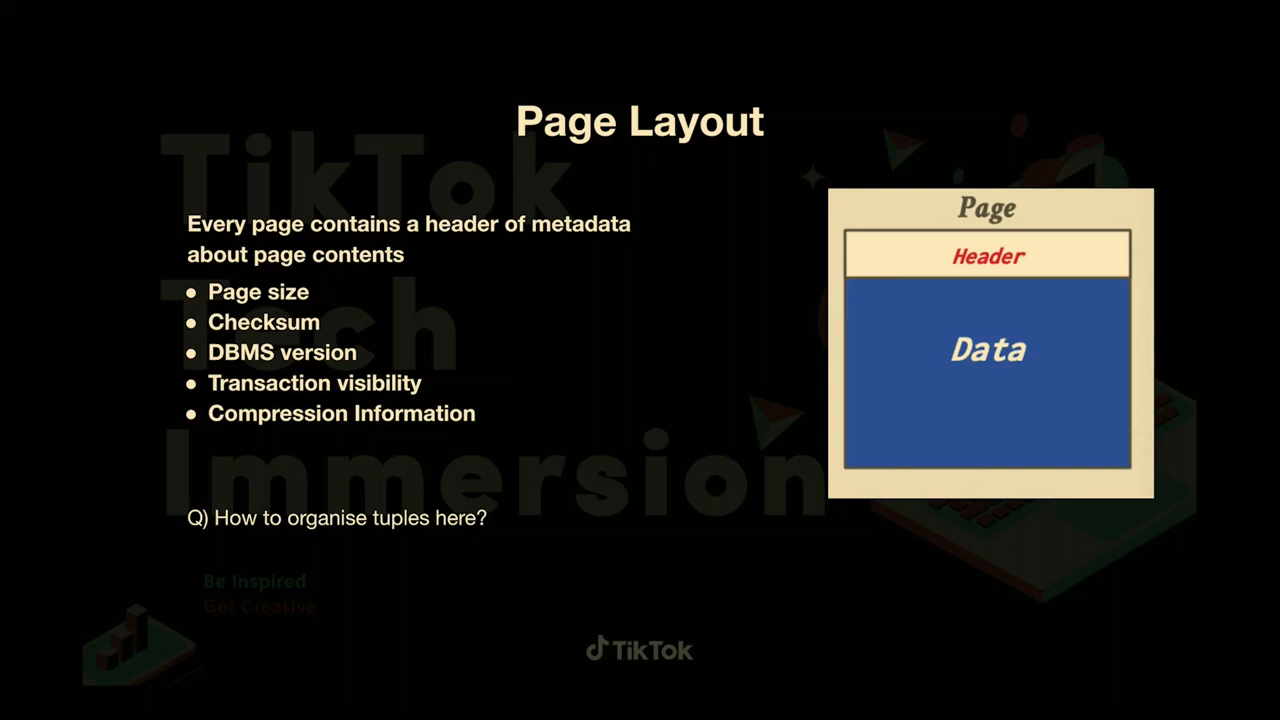 Page Layout
TikTok
Tech
Immersion
Every page contains a header of metadata
about page contents
• Page size
• Checksum
• DBMS version
• Transaction visibility
• Compression Information
Q) How to organise tuples here?
Page
Header
Data
Be Inspired
Get Creative
TikTok